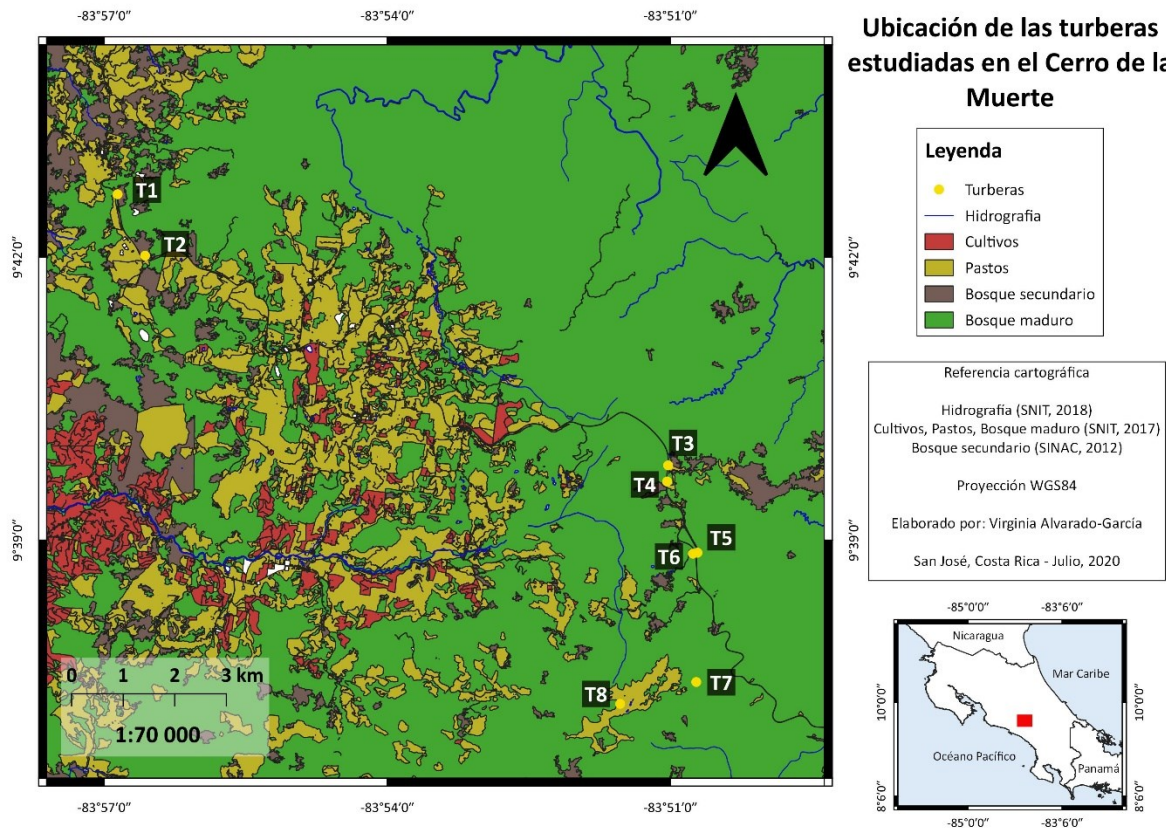 Ubicación de las turberas
estudiadas en el Cerro de la
Muerte
-83°57'0''
-83°54'0''
-83°51'0''
9°42'0''
9°39'0''
9°42'0''
9°39'0''
T1
T2
T3
T4
T5
T6
T7
T8
0 1 2 3 km
1:70 000
-83°57'0''
-83°54'0''
-83°51'0''
Leyenda
Turberas
Hidrografía
Cultivos
Pastos
Bosque secundario
Bosque maduro
Referencia cartográfica
Hidrografía (SNIT, 2018)
Cultivos, Pastos, Bosque maduro (SNIT, 2017)
Bosque secundario (SINAC, 2012)
Proyección WGS84
Elaborado por: Virginia Alvarado-García
San José, Costa Rica - Julio, 2020
-85°0'0''
-83°6'0''
Nicaragua
Mar Caribe
10°0'0''
10°0'0''
Océano Pacífico
Panamá
8°6'0''
8°6'0''
-85°0'0''
-83°6'0''